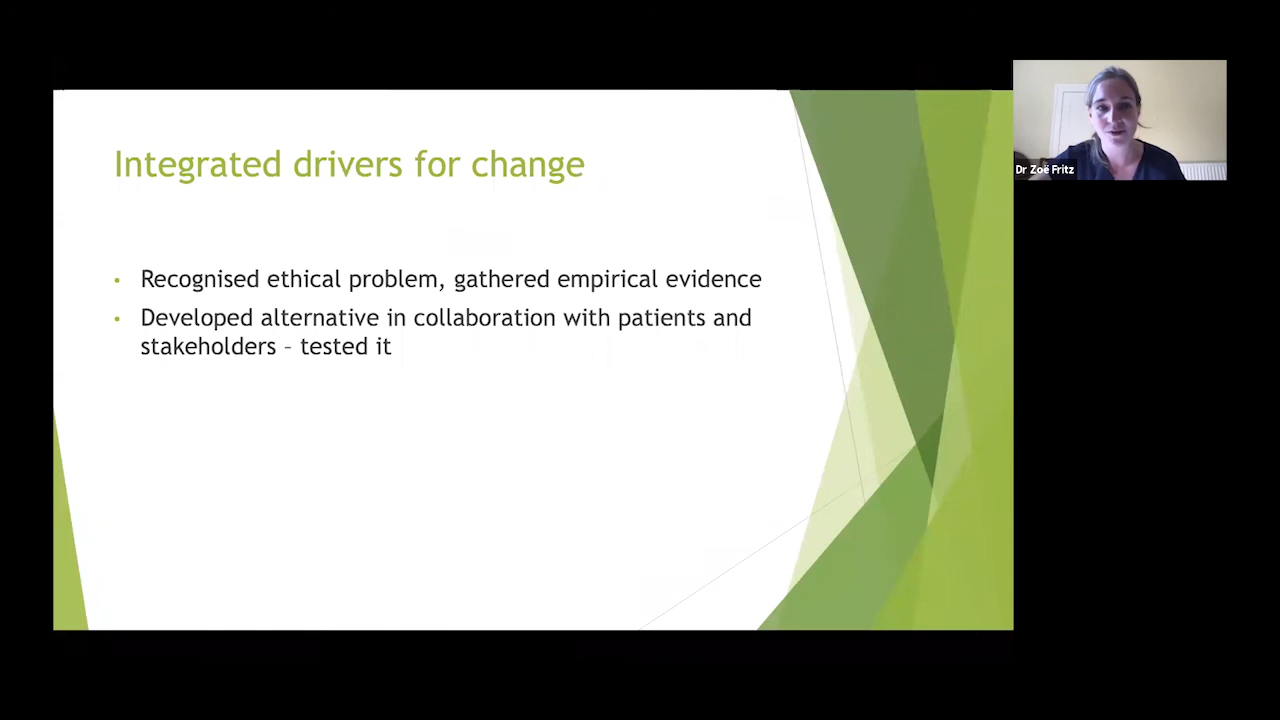 Integrated drivers for change
• Recognised ethical problem, gathered empirical evidence
• Developed alternative in collaboration with patients and
stakeholders – tested it
Dr Zoë Fritz